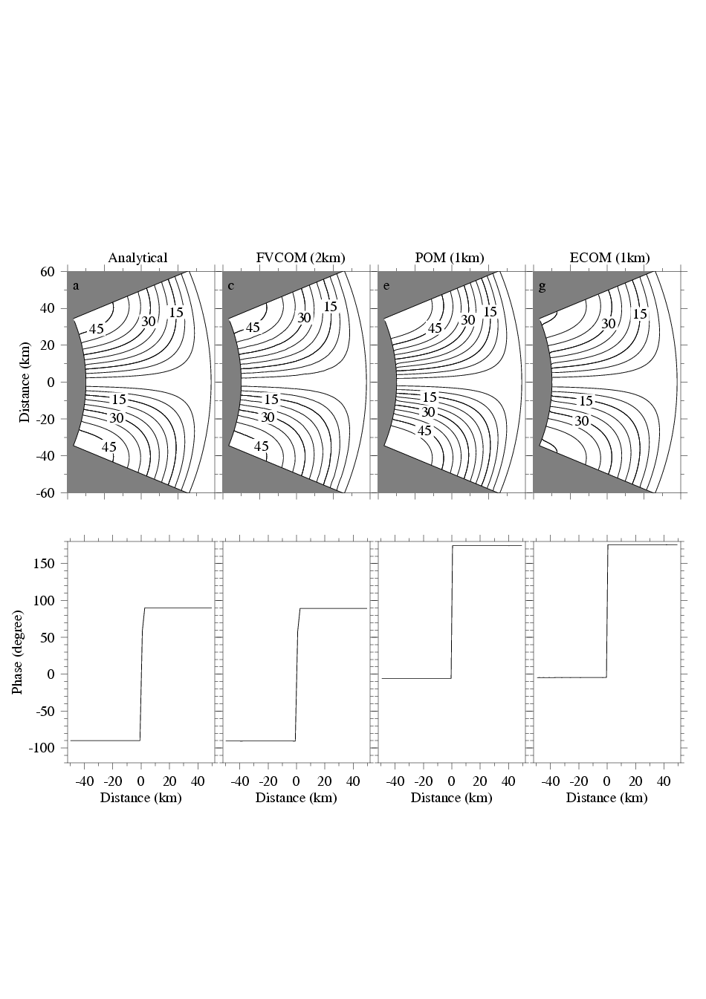 Analytical FVCOM (2km) POM (1km) ECOM (1km)
60
a c e g
40
15 15 15 15
30 30 30 30
45 45 45
20
Distance (km)
0
15 15 15 15
-20
30 30 30 30
45 45 45
-40
-60
150
100
50
Phase (degree)
0
-50
-100
-40 -20 0 20 40 -40 -20 0 20 40 -40 -20 0 20 40 -40 -20 0 20 40
Distance (km) Distance (km) Distance (km) Distance (km)